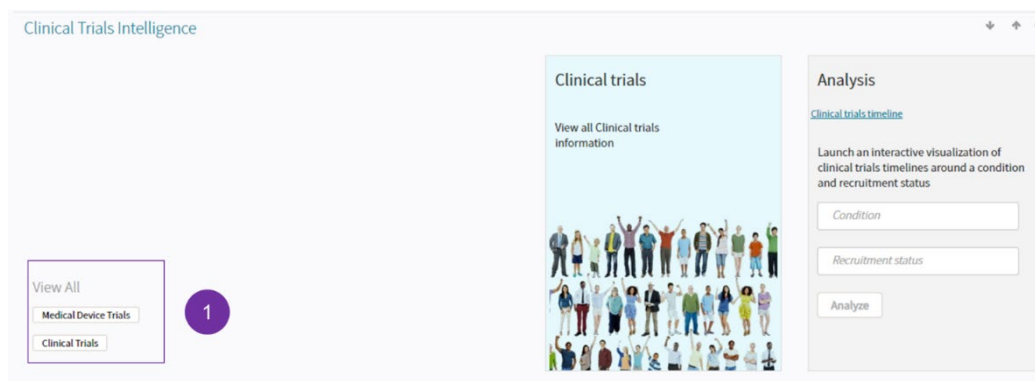 Clinical Trials Intelligence
View All
Medical Device Trials
Clinical Trials
1
Clinical trials
View all Clinical trials
information
Analysis
Clinical trials timeline
Launch an interactive visualization of
clinical trials timelines around a condition
and recruitment status
Condition
Recruitment status
Analyze